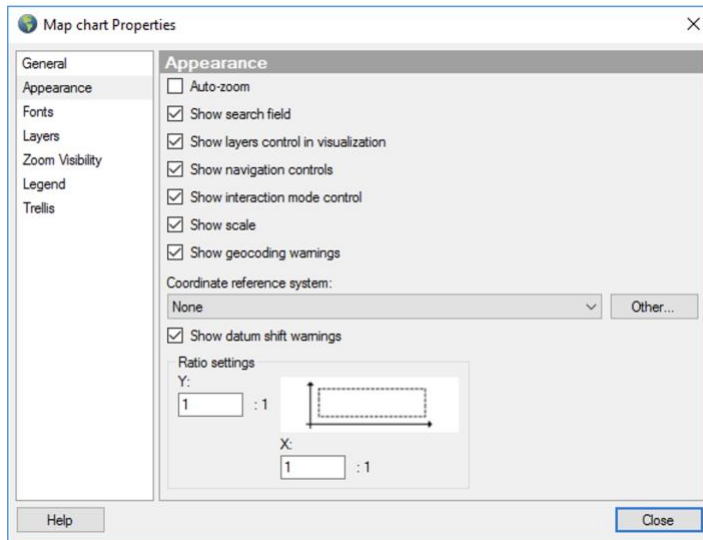 Map chart Properties
General
Appearance
Fonts
Layers
Zoom Visibility
Legend
Trellis
Appearance
Auto-zoom
Show search field
Show layers control in visualization
Show navigation controls
Show interaction mode control
Show scale
Show geocoding warnings
Coordinate reference system:
None
Other...
Show datum shift warnings
Ratio settings
Y:
1 : 1
X:
1 : 1
Help
Close